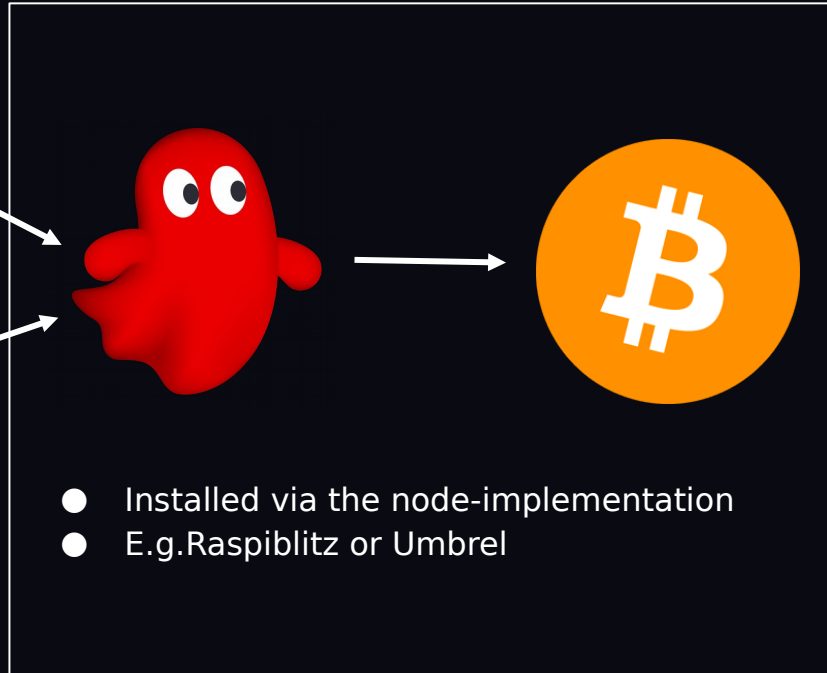 Installed via the node-implementation
E.g.Raspiblitz or Umbrel